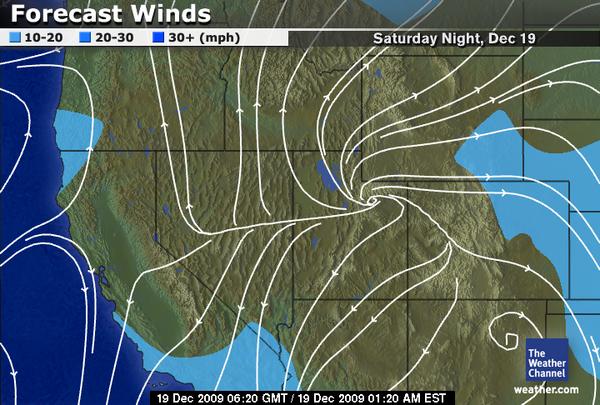 Forecast Winds
10-20 20-30 30+ (mph)
Saturday Night, Dec 19
The
Weather
Channel
weather.com
19 Dec 2009 06:20 GMT / 19 Dec 2009 01:20 AM EST